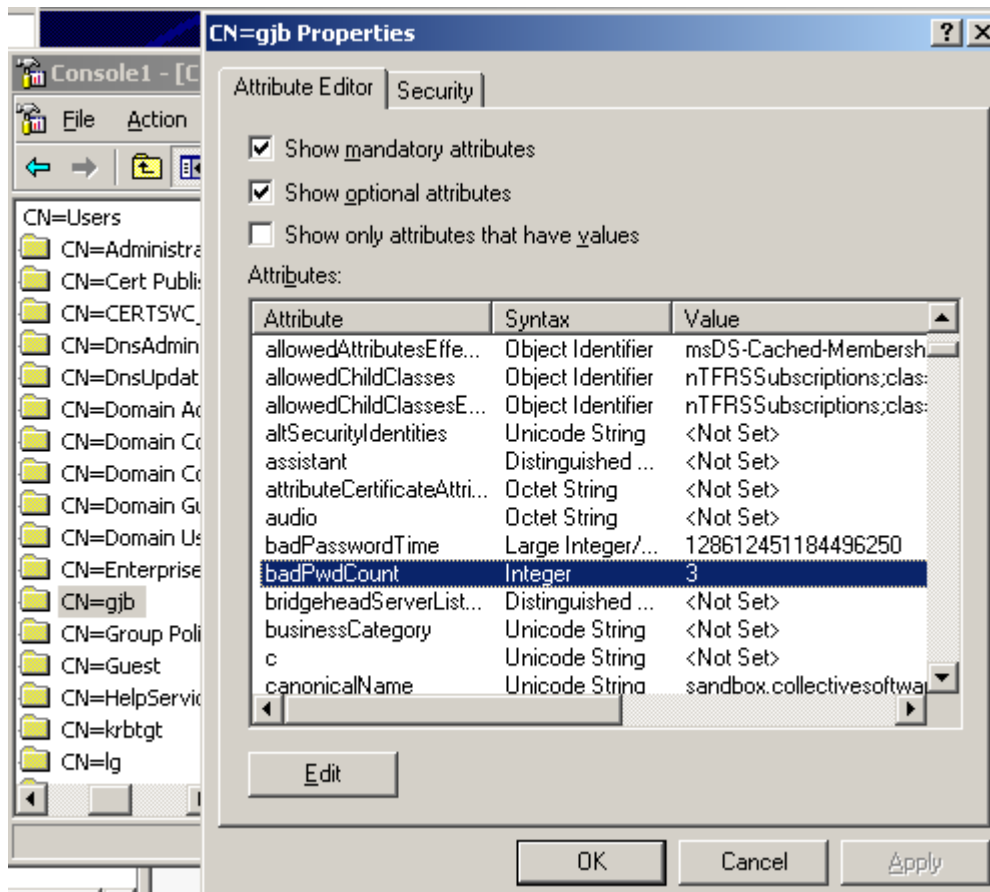 CN=gjb Properties
Console1 - [C
File Action
CN=Users
CN=Administra
CN=Cert Publis
CN=CERTSVC_
CN=DnsAdmin
CN=DnsUpdat
CN=Domain Ad
CN=Domain Co
CN=Domain Co
CN=Domain Gu
CN=Domain Us
CN=Enterprise
CN=gjb
CN=Group Poli
CN=Guest
CN=HelpServic
CN=krbtgt
CN=lg
Attribute Editor Security
Show mandatory attributes
Show optional attributes
Show only attributes that have values
Attributes:
Attribute Syntax Value
allowedAttributesEffe... Object Identifier msDS-Cached-Membersh
allowedChildClasses Object Identifier nTFRSSubscriptions;clas
allowedChildClassesE... Object Identifier nTFRSSubscriptions;clas
altSecurityIdentities Unicode String <Not Set>
assistant Distinguished ... <Not Set>
attributeCertificateAttri... Octet String <Not Set>
audio Octet String <Not Set>
badPasswordTime Large Integer/... 128612451184496250
badPwdCount Integer 3
bridgeheadServerList... Distinguished ... <Not Set>
businessCategory Unicode String <Not Set>
c Unicode String <Not Set>
canonicalName Unicode String sandbox.collectivesoftwa
Edit
OK Cancel Apply